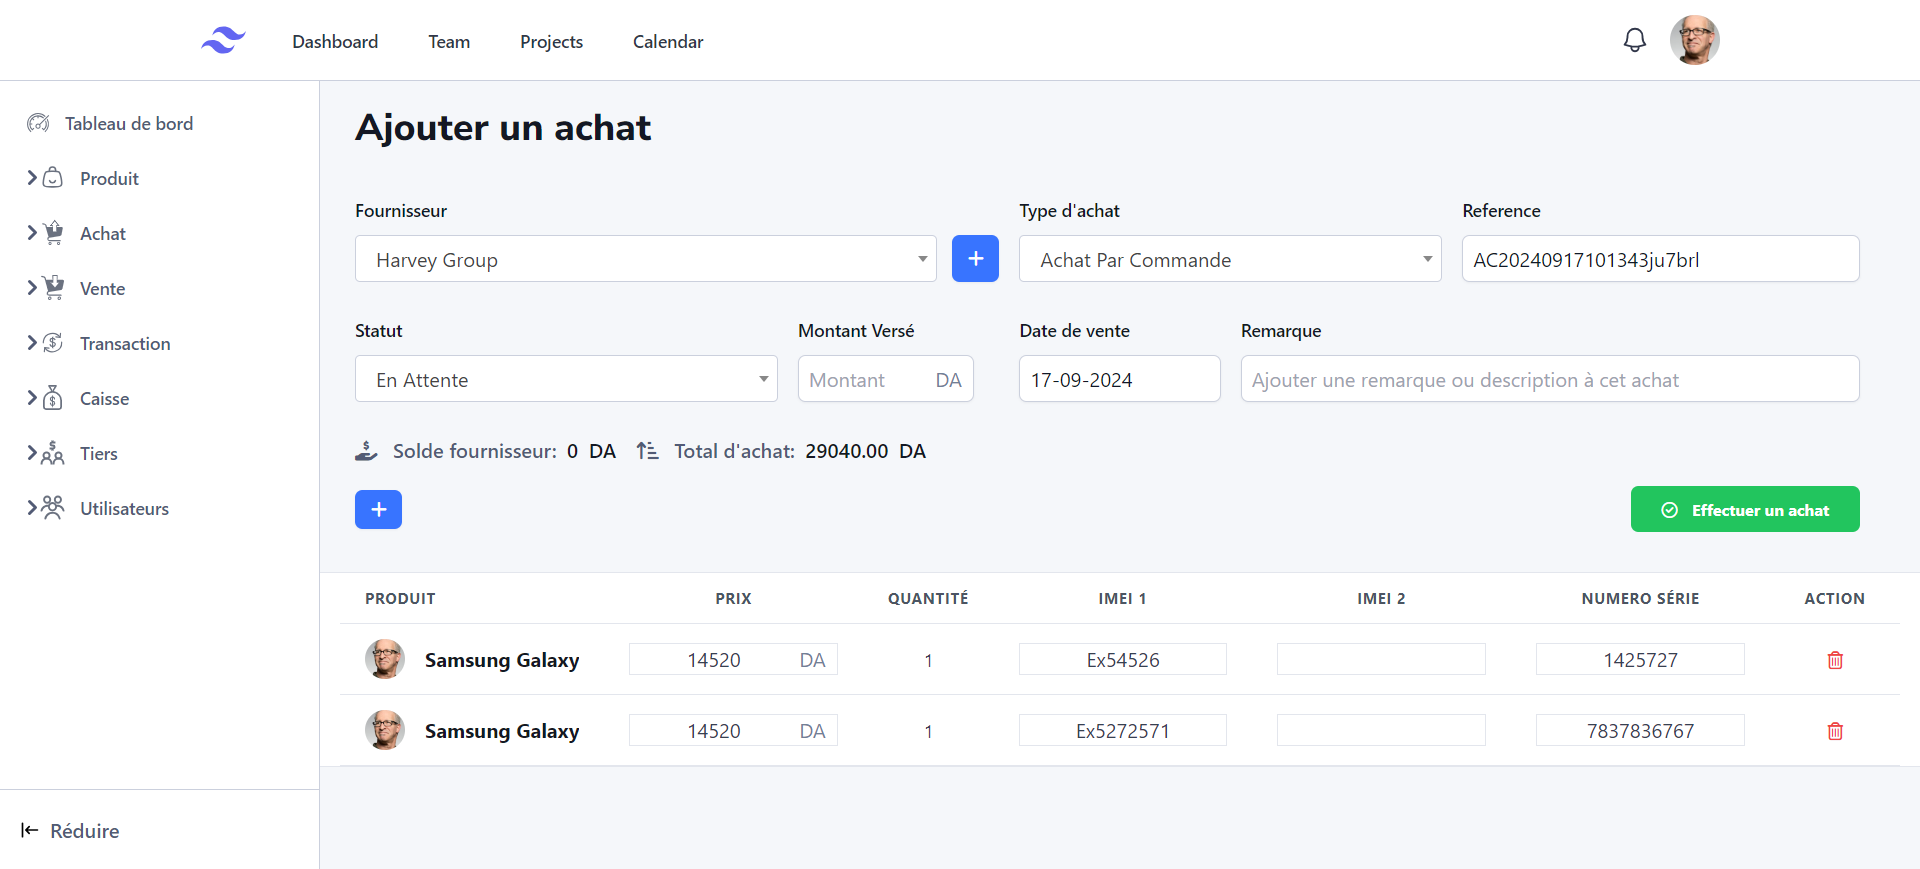 Dashboard Team Projects Calendar
Tableau de bord
Produit
Achat
Vente
Transaction
Caisse
Tiers
Utilisateurs
Réduire
Ajouter un achat
Fournisseur Type d'achat Reference
Harvey Group + Achat Par Commande AC20240917101343ju7brl
Statut Montant Versé Date de vente Remarque
En Attente Montant DA 17-09-2024 Ajouter une remarque ou description à cet achat
Solde fournisseur: 0 DA Total d'achat: 29040.00 DA
+ Effectuer un achat
PRODUIT PRIX QUANTITÉ IMEI 1 IMEI 2 NUMERO SÉRIE ACTION
Samsung Galaxy 14520 DA 1 Ex54526 1425727
Samsung Galaxy 14520 DA 1 Ex5272571 7837836767